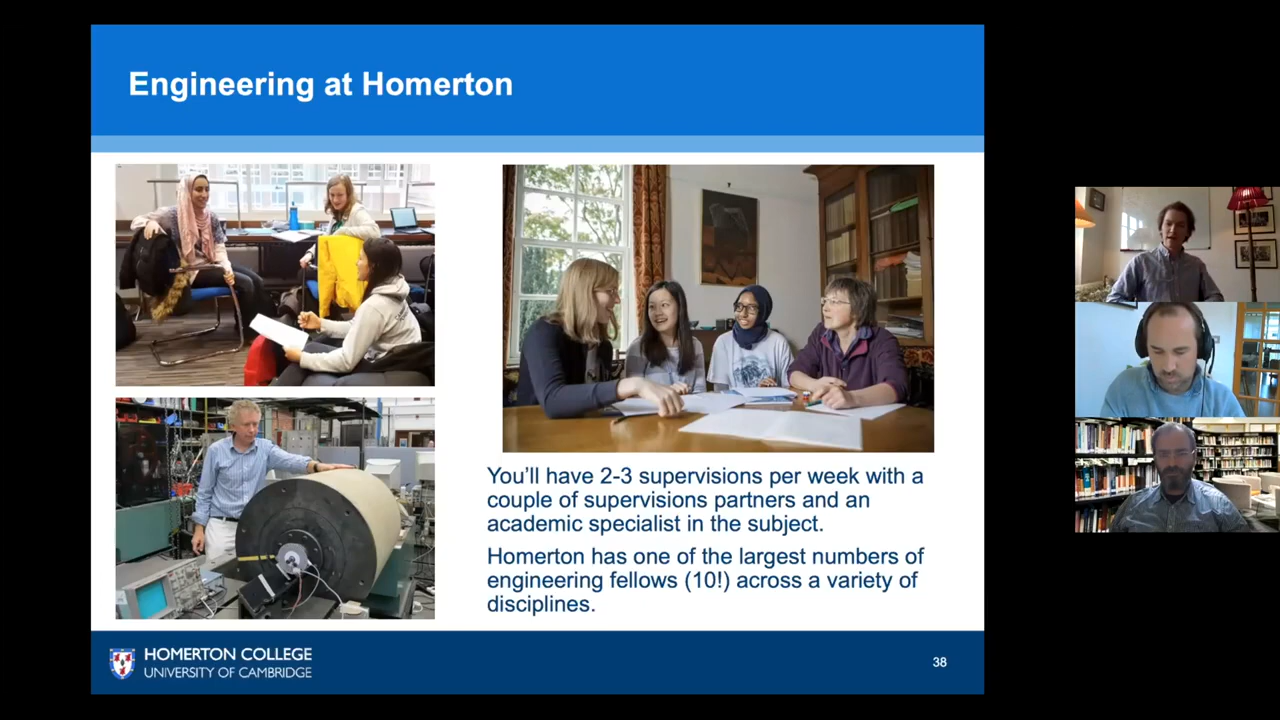 Engineering at Homerton
You'll have 2-3 supervisions per week with a
couple of supervisions partners and an
academic specialist in the subject.
Homerton has one of the largest numbers of
engineering fellows (10!) across a variety of
disciplines.
HOMERTON COLLEGE
UNIVERSITY OF CAMBRIDGE
38